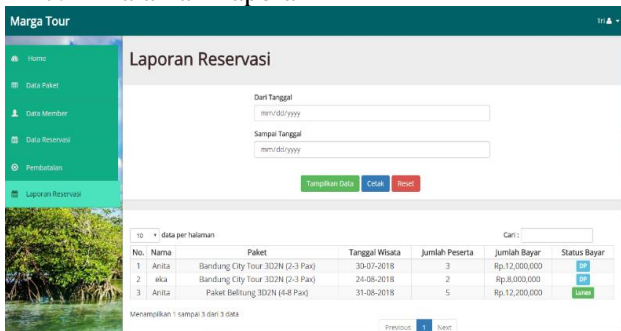 Marga Tour
Tri
Home
Data Paket
Data Member
Data Reservasi
Pembatalan
Laporan Reservasi
Laporan Reservasi
Dari Tanggal
mm/dd/yyyy
Sampai Tanggal
mm/dd/yyyy
Tampilkan Data Cetak Reset
10 data per halaman Cari :
No. Nama Paket Tanggal Wisata Jumlah Peserta Jumlah Bayar Status Bayar
1 Anita Bandung City Tour 3D2N (2-3 Pax) 30-07-2018 3 Rp.12,000,000 DP
2 eka Bandung City Tour 3D2N (2-3 Pax) 24-08-2018 2 Rp.8,000,000 DP
3 Anita Paket Belitung 3D2N (4-8 Pax) 31-08-2018 5 Rp.12,200,000 Lunas
Menampilkan 1 sampai 3 dari 3 data
Previous 1 Next